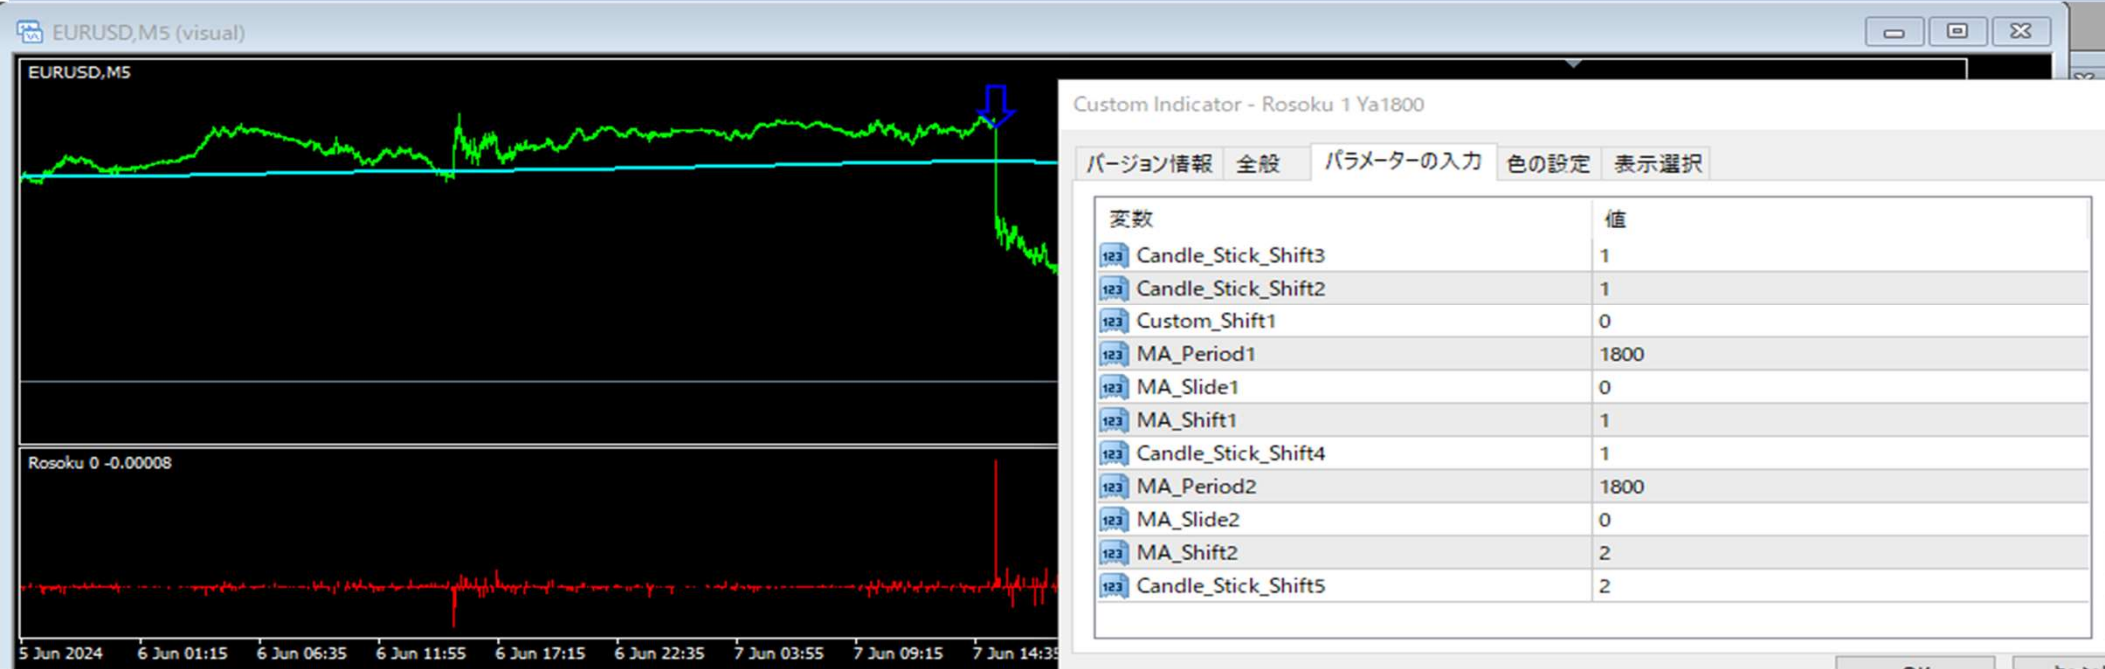 EURUSD,M5 (visual)
EURUSD,M5
Custom Indicator - Rosoku 1 Ya1800
バージョン情報 全般 パラメーターの入力 色の設定 表示選択
変数 値
Candle_Stick_Shift3 1
Candle_Stick_Shift2 1
Custom_Shift1 0
MA_Period1 1800
MA_Slide1 0
MA_Shift1 1
Candle_Stick_Shift4 1
MA_Period2 1800
MA_Slide2 0
MA_Shift2 2
Candle_Stick_Shift5 2
Rosoku 0 -0.00008
5 Jun 2024 6 Jun 01:15 6 Jun 06:35 6 Jun 11:55 6 Jun 17:15 6 Jun 22:35 7 Jun 03:55 7 Jun 09:15 7 Jun 14:35